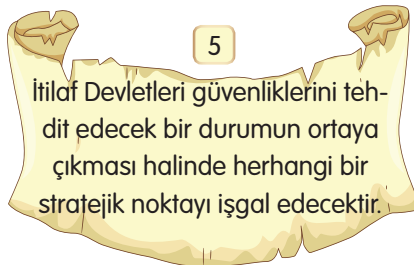 5
İtilaf Devletleri güvenliklerini teh-
dit edecek bir durumun ortaya
çıkması halinde herhangi bir
stratejik noktayı işgal edecektir.